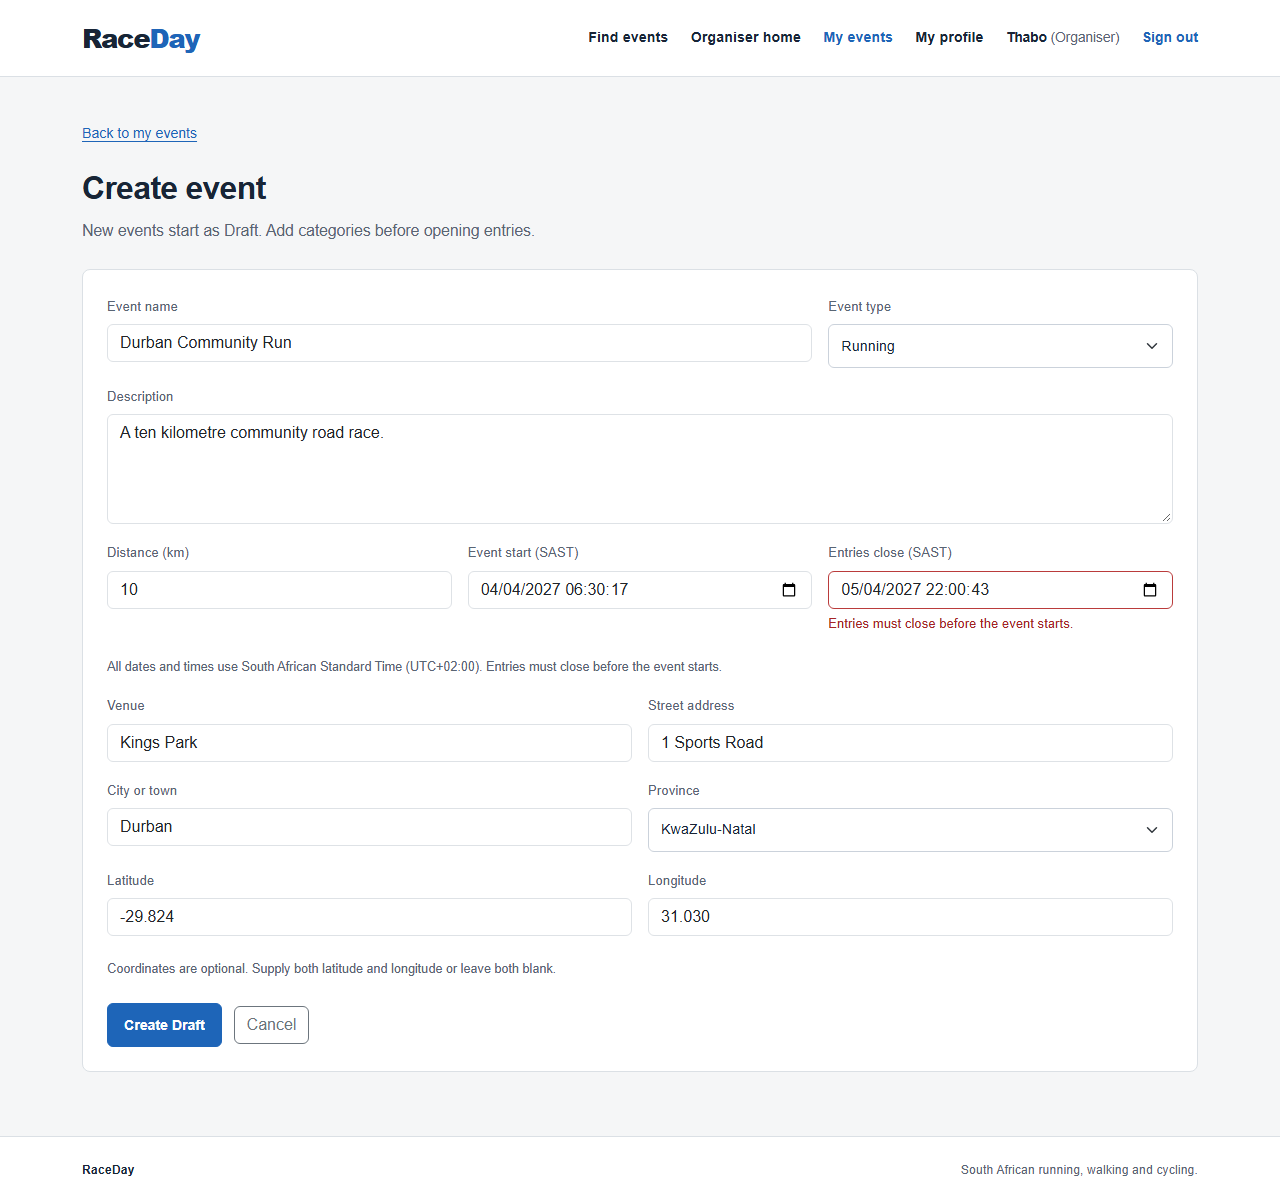 RaceDay
Find events Organiser home My events My profile Thabo (Organiser) Sign out
Back to my events
Create event
New events start as Draft. Add categories before opening entries.
Event name Event type
Durban Community Run Running
Description
A ten kilometre community road race.
Distance (km) Event start (SAST) Entries close (SAST)
10 04/04/2027 06:30:17 05/04/2027 22:00:43
Entries must close before the event starts.
All dates and times use South African Standard Time (UTC+02:00). Entries must close before the event starts.
Venue Street address
Kings Park 1 Sports Road
City or town Province
Durban KwaZulu-Natal
Latitude Longitude
-29.824 31.030
Coordinates are optional. Supply both latitude and longitude or leave both blank.
Create Draft Cancel
RaceDay South African running, walking and cycling.